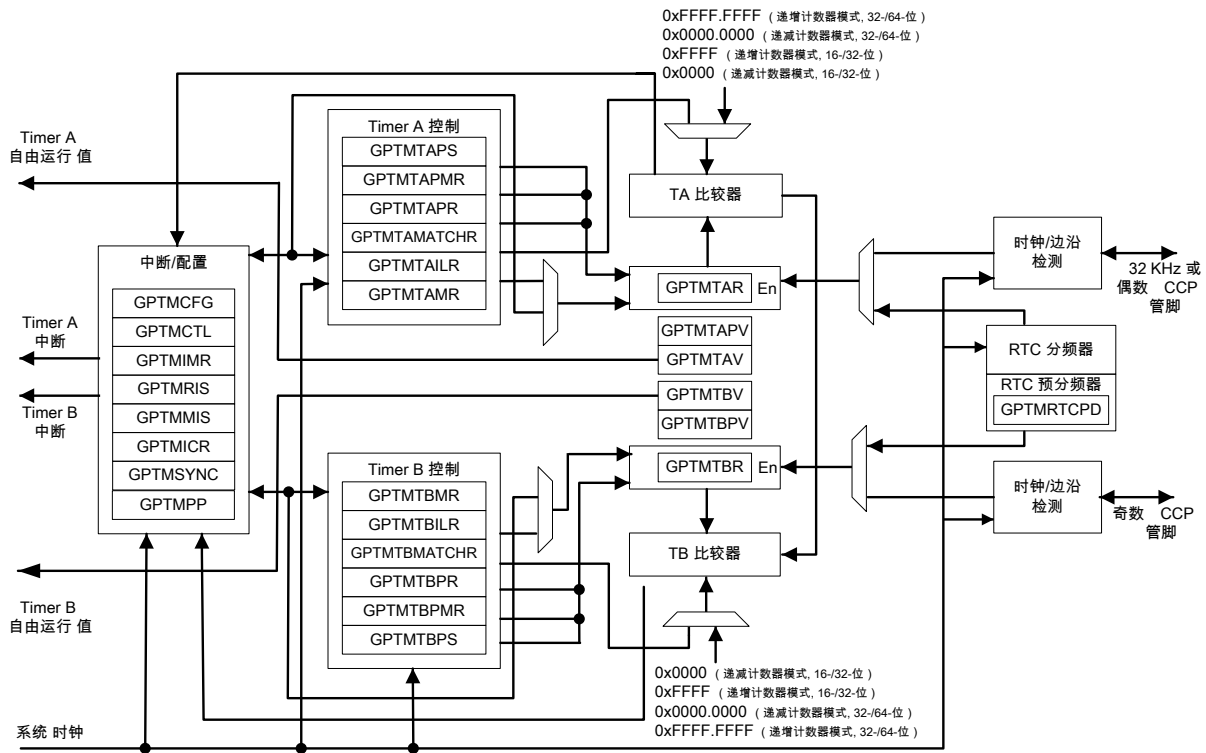 0xFFFF.FFFF（递增计数器模式, 32-/64-位）
0x0000.0000（递减计数器模式, 32-/64-位）
0xFFFF（递增计数器模式, 16-/32-位）
0x0000（递减计数器模式, 16-/32-位）
Timer A
自由运行 值
Timer A 控制
GPTMTAPS
GPTMTAPMR
GPTMTAPR
GPTMTAMATCHR
GPTMTAILR
GPTMTAMR
TA 比较器
GPTMTAR
En
时钟/边沿
检测
32 KHz 或
偶数 CCP
管脚
中断/配置
GPTMCFG
GPTMCTL
GPTMIMR
GPTMRIS
GPTMMIS
GPTMICR
GPTMSYNC
GPTMPP
Timer A
中断
Timer B
中断
GPTMTAPV
GPTMTAV
GPTMTBV
GPTMTBPV
RTC 分频器
RTC 预分频器
GPTMRTCPD
Timer B 控制
GPTMTBMR
GPTMTBILR
GPTMTBMATCHR
GPTMTBPR
GPTMTBPMR
GPTMTBPS
GPTMTBR
En
时钟/边沿
检测
奇数 CCP
管脚
TB 比较器
Timer B
自由运行 值
0x0000（递减计数器模式, 16-/32-位）
0xFFFF（递增计数器模式, 16-/32-位）
0x0000.0000（递减计数器模式, 32-/64-位）
0xFFFF.FFFF（递增计数器模式, 32-/64-位）
系统 时钟